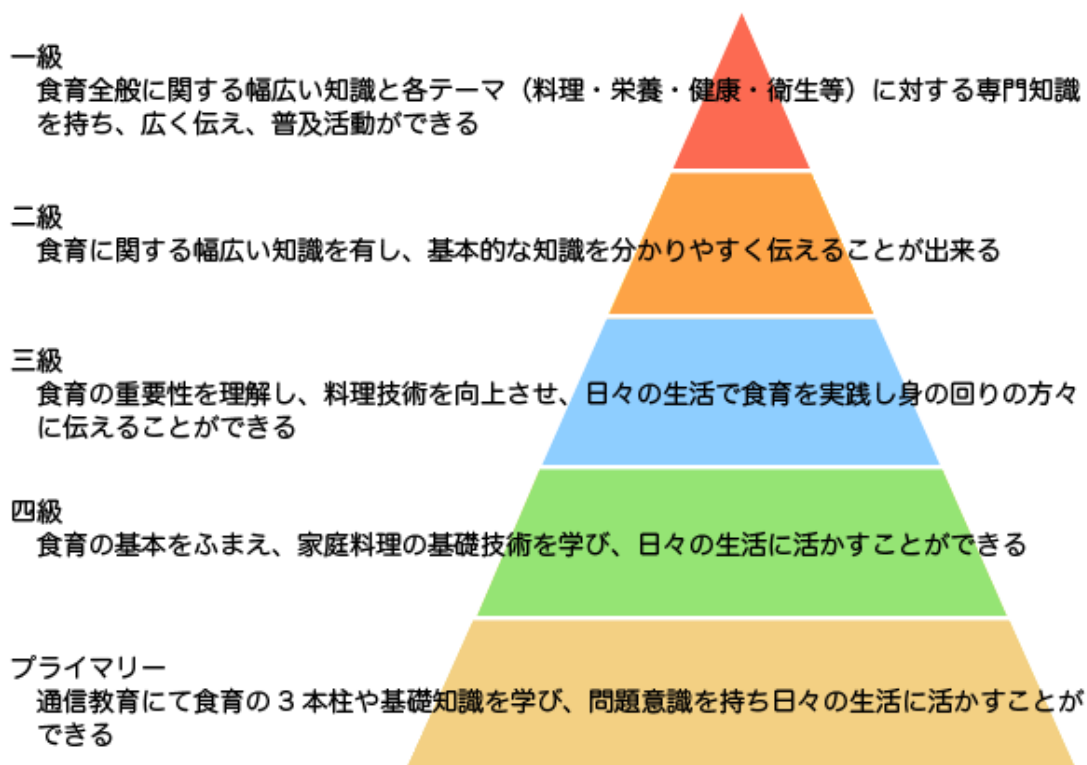 一級
食育全般に関する幅広い知識と各テーマ（料理・栄養・健康・衛生等）に対する専門知識
を持ち、広く伝え、普及活動ができる
二級
食育に関する幅広い知識を有し、基本的な知識を分かりやすく伝えることが出来る
三級
食育の重要性を理解し、料理技術を向上させ、日々の生活で食育を実践し身の回りの方々
に伝えることができる
四級
食育の基本をふまえ、家庭料理の基礎技術を学び、日々の生活に活かすことができる
プライマリー
通信教育にて食育の３本柱や基礎知識を学び、問題意識を持ち日々の生活に活かすことが
できる